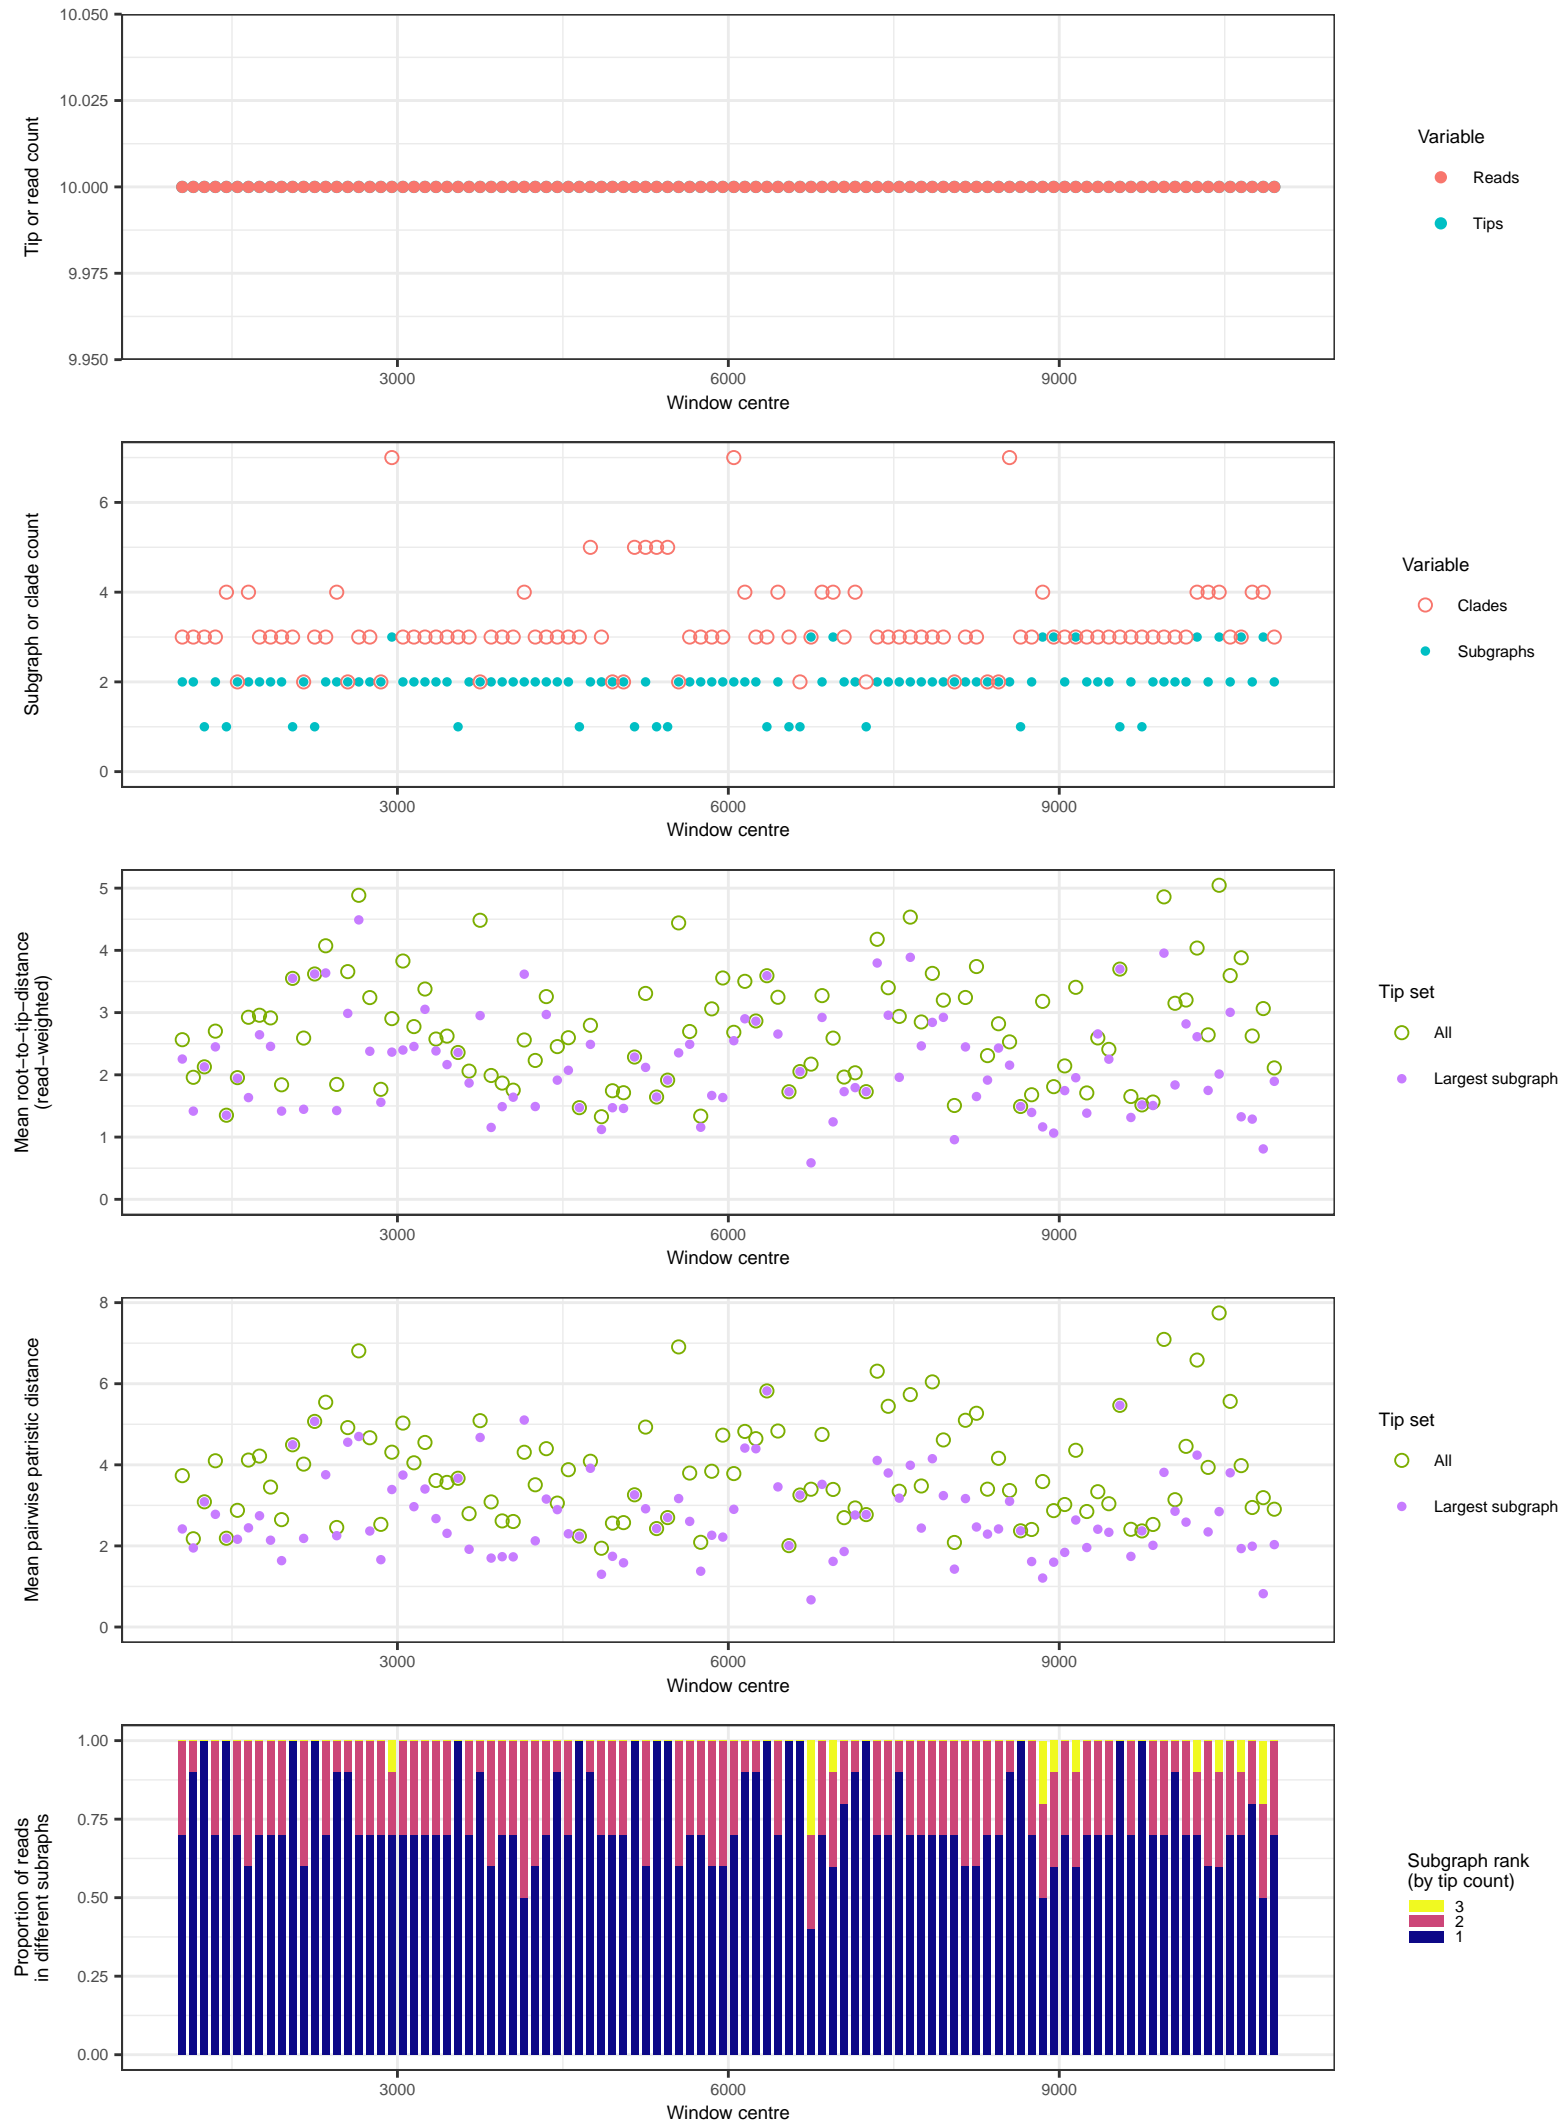 10.050
10.025
10.000
9.975
9.950
Tip or read count
3000 6000 9000
Window centre
Variable
Reads
Tips
6
4
2
0
Subgraph or clade count
3000 6000 9000
Window centre
Variable
Clades
Subgraphs
5
4
3
2
1
0
Mean root−to−tip−distance
(read−weighted)
3000 6000 9000
Window centre
Tip set
All
Largest subgraph
8
6
4
2
0
Mean pairwise patristic distance
3000 6000 9000
Window centre
Tip set
All
Largest subgraph
1.00
0.75
0.50
0.25
0.00
Proportion of reads
in different subraphs
3000 6000 9000
Window centre
Subgraph rank
(by tip count)
3
2
1